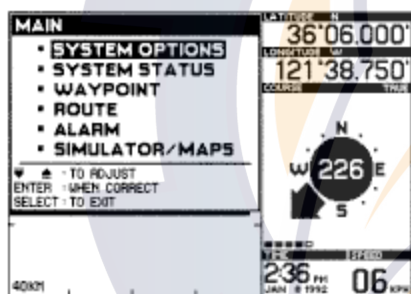 MAIN
SYSTEM OPTIONS
SYSTEM STATUS
WAYPOINT
ROUTE
ALARM
SIMULATOR/MAPS
TO ADJUST
ENTER : WHEN CORRECT
SELECT : TO EXIT
40KM
LATITUDE N
36°06.000'
LONGITUDE W
121°38.750'
COURSE TRUE
N
W 226 E
S
TIME SPEED
2:36 PM 06 KPH
JAN 8 1992